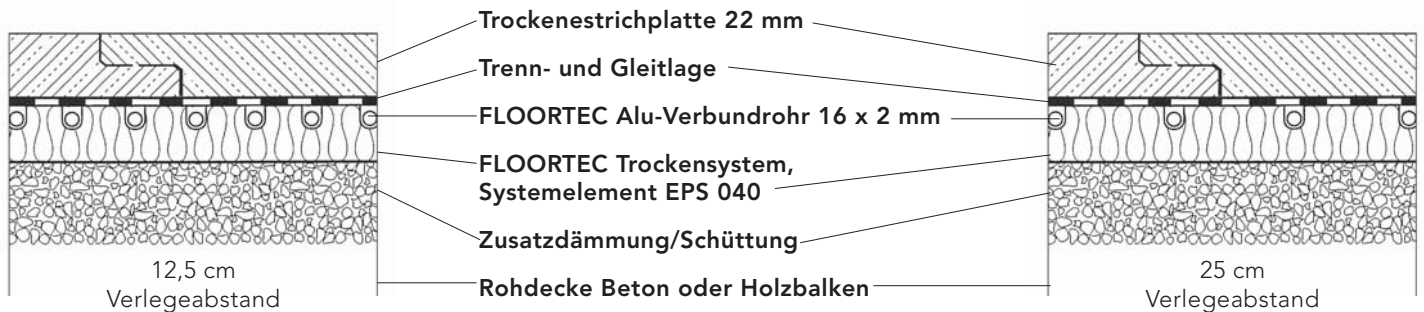 Trockenestrichplatte 22 mm
Trenn- und Gleitlage
FLOORTEC Alu-Verbundrohr 16 x 2 mm
FLOORTEC Trockensystem,
Systemelement EPS 040
Zusatzdämmung/Schüttung
Rohdecke Beton oder Holzbalken
12,5 cm
Verlegeabstand
25 cm
Verlegeabstand